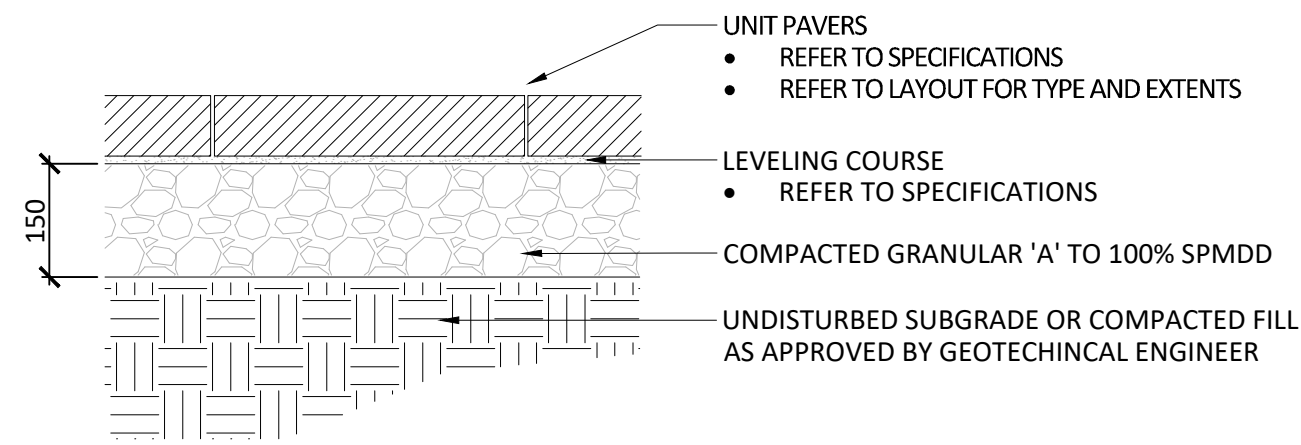 UNIT PAVERS
• REFER TO SPECIFICATIONS
• REFER TO LAYOUT FOR TYPE AND EXTENTS
LEVELING COURSE
• REFER TO SPECIFICATIONS
150
COMPACTED GRANULAR 'A' TO 100% SPMDD
UNDISTURBED SUBGRADE OR COMPACTED FILL
AS APPROVED BY GEOTECHINCAL ENGINEER